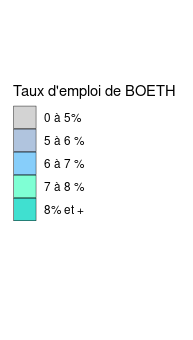 Taux d'emploi de BOETH
0 à 5%
5 à 6 %
6 à 7 %
7 à 8 %
8% et +